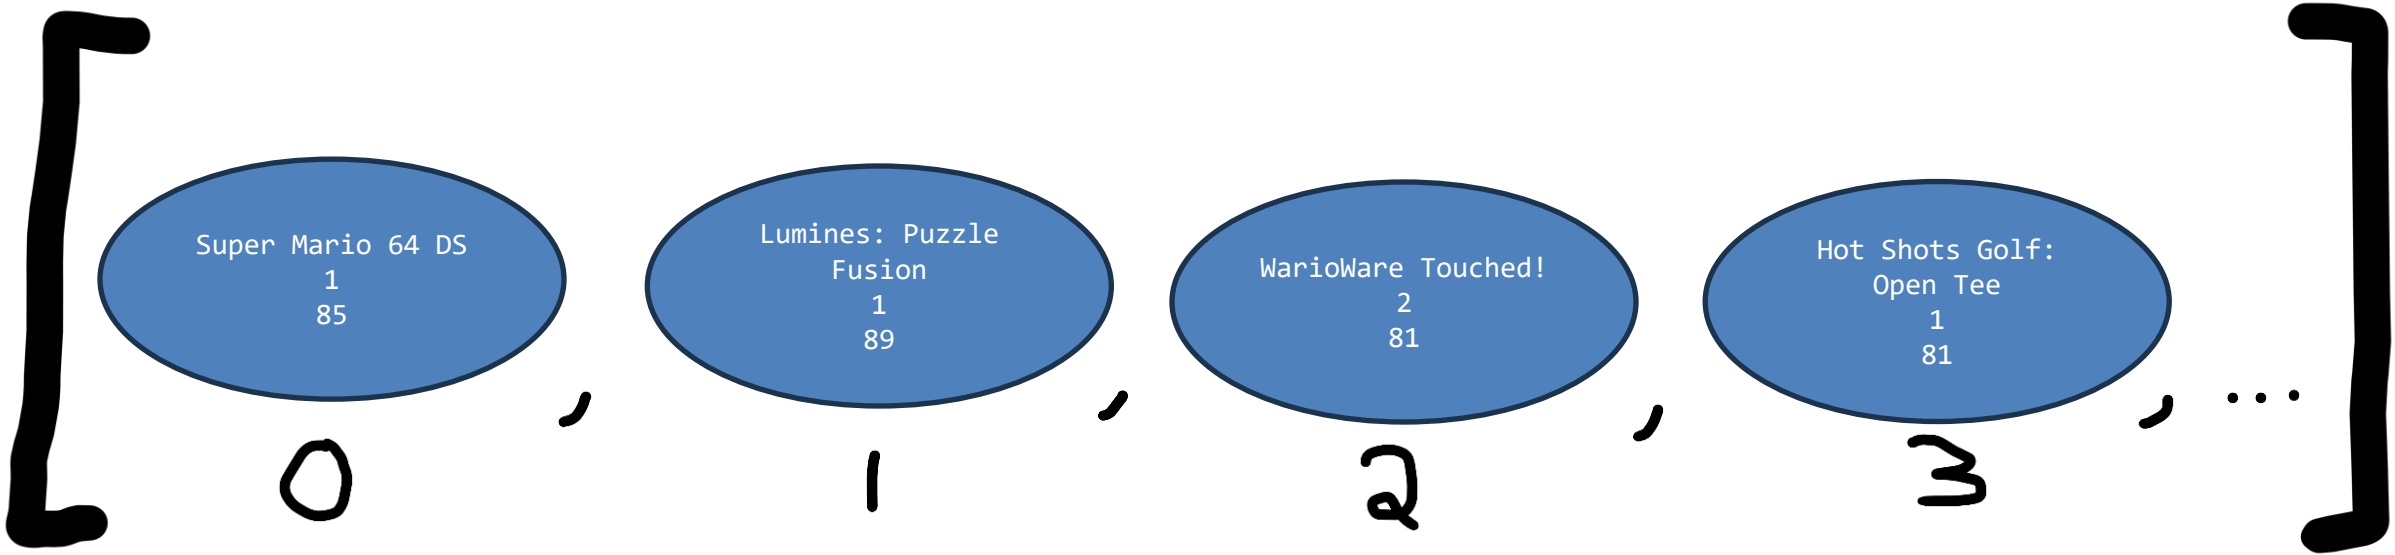 Super Mario 64 DS
1
85
,
Lumines: Puzzle
Fusion
1
89
,
WarioWare Touched!
2
81
,
Hot Shots Golf:
Open Tee
1
81
, ...
0
1
2
3